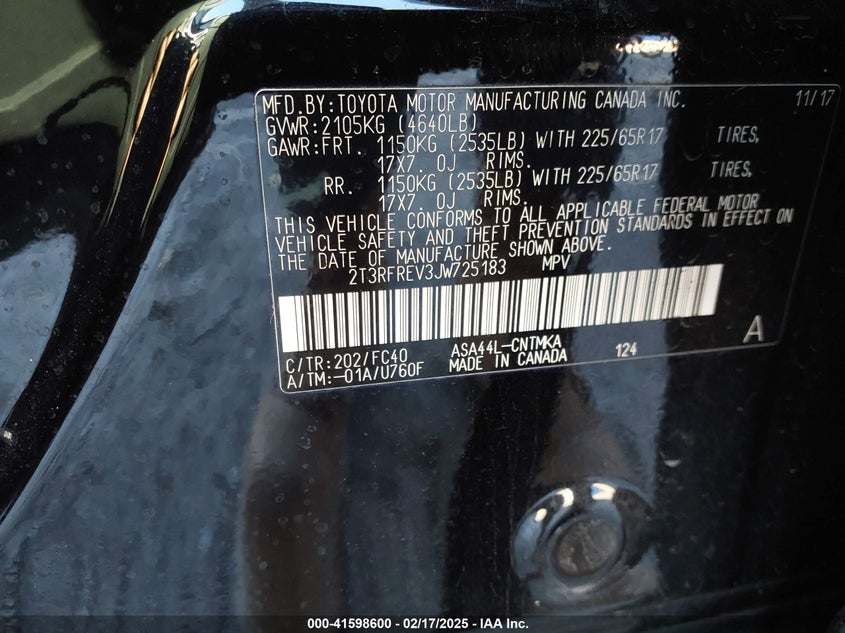 MFD.BY:TOYOTA MOTOR MANUFACTURING CANADA INC. 11/17
GVWR:2105KG (4640LB)
GAWR:FRT. 1150KG (2535LB) WITH 225/65R17 TIRES,
17X7.0J RIMS.
RR. 1150KG (2535LB) WITH 225/65R17 TIRES,
17X7.0J RIMS.
THIS VEHICLE CONFORMS TO ALL APPLICABLE FEDERAL MOTOR
VEHICLE SAFETY AND THEFT PREVENTION STANDARDS IN EFFECT ON
THE DATE OF MANUFACTURE SHOWN ABOVE.
2T3RFREV3JW725183 MPV
A
C/TR:202/FC40 ASA44L-CNTMKA 124
A/TM:-01A/U760F MADE IN CANADA
000-41598600 / 02/17/2025 - IAA Inc.